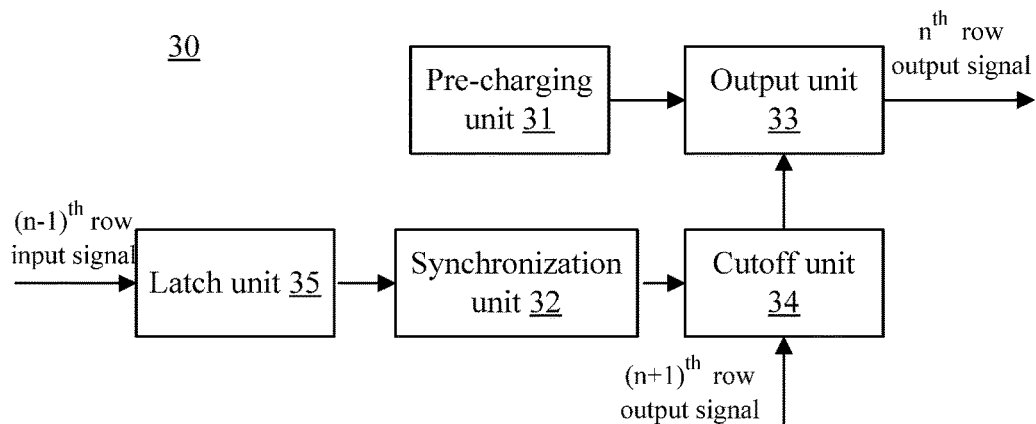 30
Pre-charging
unit 31
Output unit
33
n^th row
output signal
(n-1)^th row
input signal
Latch unit 35
Synchronization
unit 32
Cutoff unit
34
(n+1)^th row
output signal